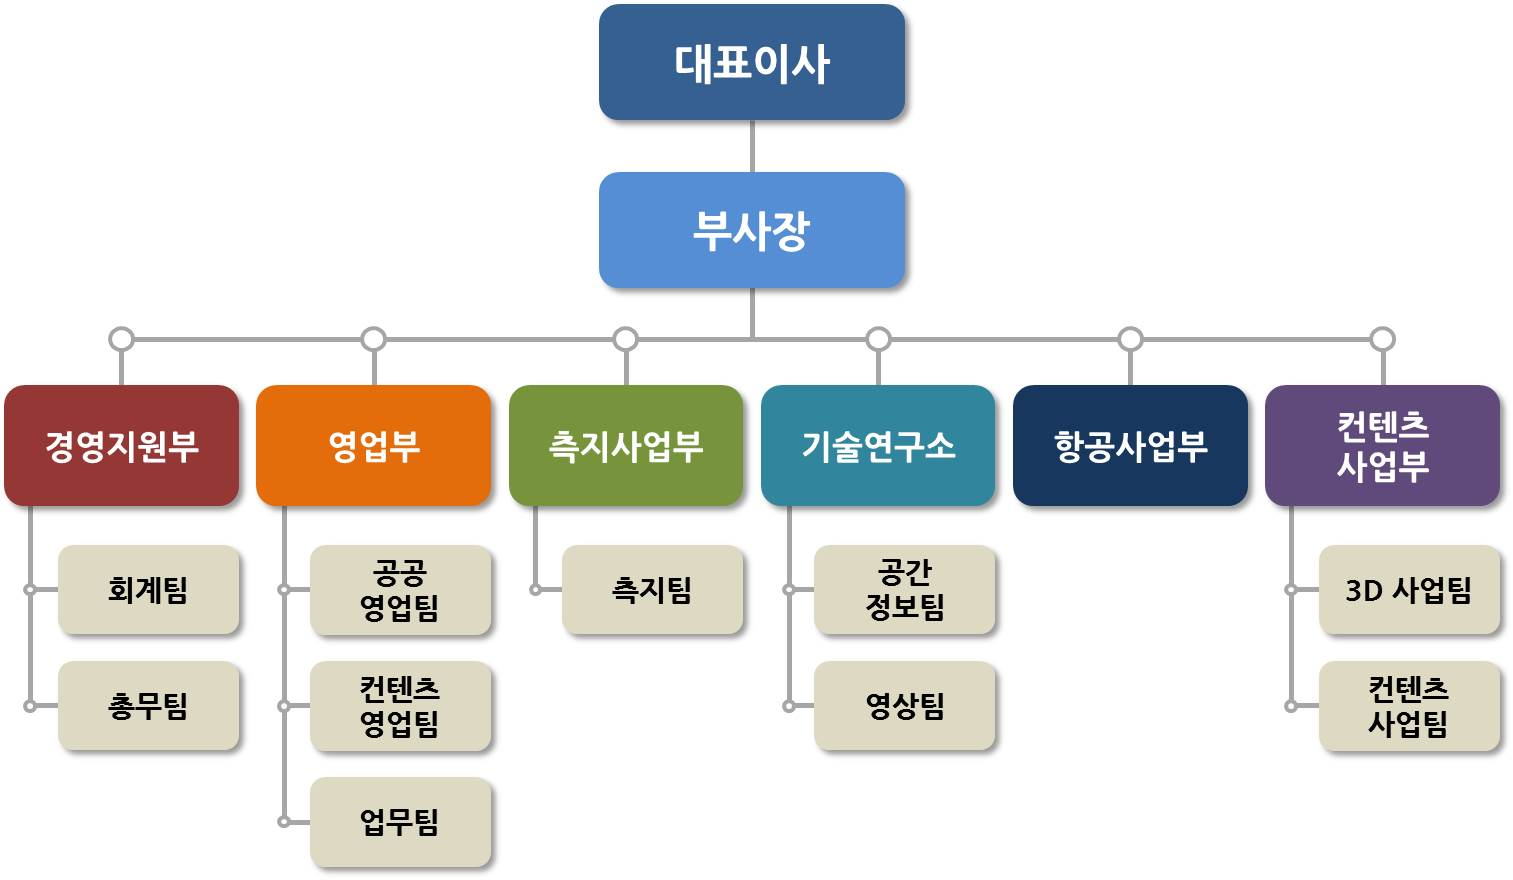 대표이사
부사장
경영지원부
영업부
측지사업부
기술연구소
항공사업부
컨텐츠
사업부
회계팀
총무팀
공공
영업팀
컨텐츠
영업팀
업무팀
측지팀
공간
정보팀
영상팀
3D 사업팀
컨텐츠
사업팀